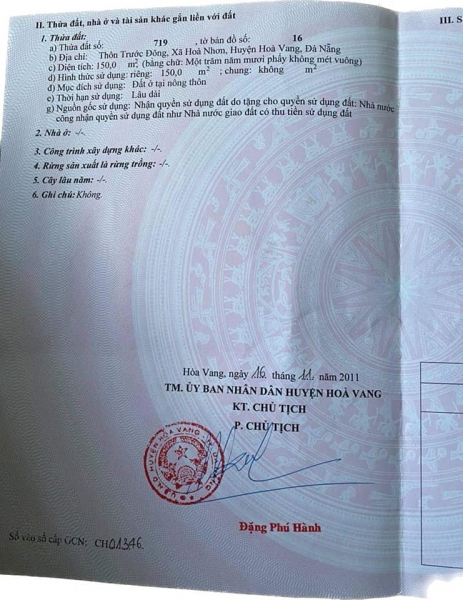 II. Thửa đất, nhà ở và tài sản khác gắn liền với đất
III. S
1. Thửa đất:
a) Thửa đất số: 719 , tờ bản đồ số: 16
b) Địa chỉ: Thôn Trước Đông, Xã Hoà Nhơn, Huyện Hoà Vang, Đà Nẵng
c) Diện tích: 150,0 m², (bằng chữ: Một trăm năm mươi phẩy không mét vuông)
d) Hình thức sử dụng: riêng: 150,0 m² ; chung: không m²
đ) Mục đích sử dụng: Đất ở tại nông thôn
e) Thời hạn sử dụng: Lâu dài
g) Nguồn gốc sử dụng: Nhận quyền sử dụng đất do tặng cho quyền sử dụng đất: Nhà nước
công nhận quyền sử dụng đất như Nhà nước giao đất có thu tiền sử dụng đất
2. Nhà ở: -/-.
3. Công trình xây dựng khác: -/-.
4. Rừng sản xuất là rừng trồng: -/-.
5. Cây lâu năm: -/-.
6. Ghi chú: Không.
Hòa Vang, ngày 16 tháng 11 năm 2011
TM. ỦY BAN NHÂN DÂN HUYỆN HOÀ VANG
KT. CHỦ TỊCH
P. CHỦ TỊCH
Đặng Phú Hành
Số vào sổ cấp GCN: CH01346.